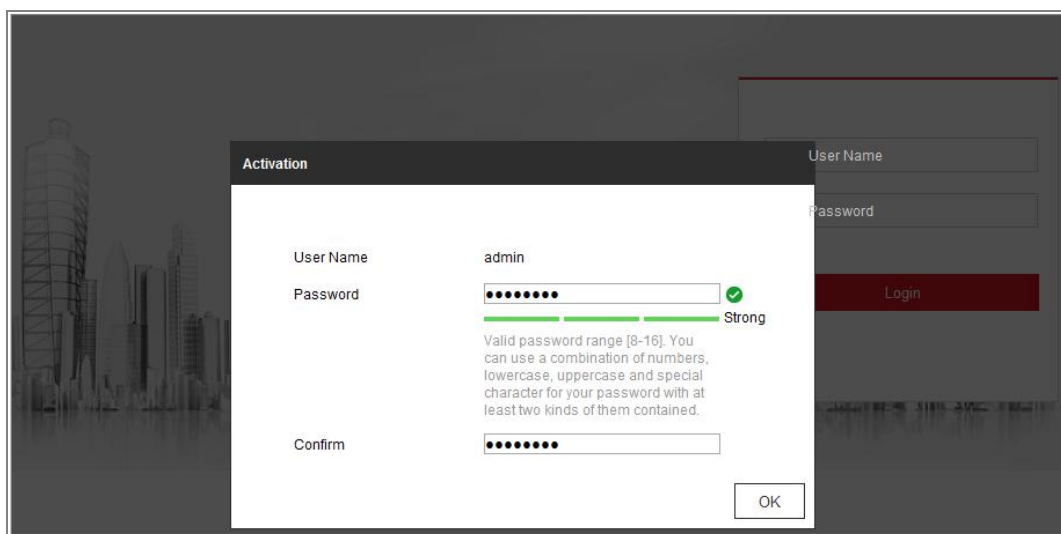 Activation
User Name
Password
Login
User Name admin
Password ●●●●●●●●
Strong
Valid password range [8-16]. You
can use a combination of numbers,
lowercase, uppercase and special
character for your password with at
least two kinds of them contained.
Confirm ●●●●●●●●
OK